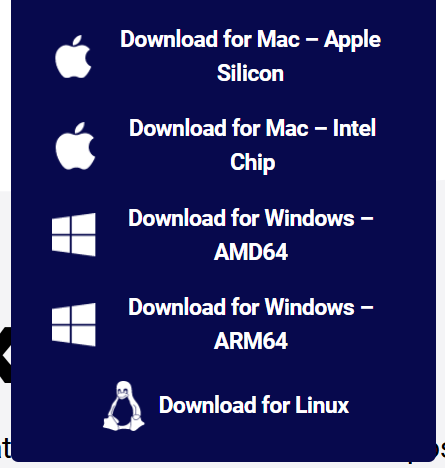 Download for Mac – Apple
Silicon
Download for Mac – Intel
Chip
Download for Windows –
AMD64
Download for Windows –
ARM64
Download for Linux